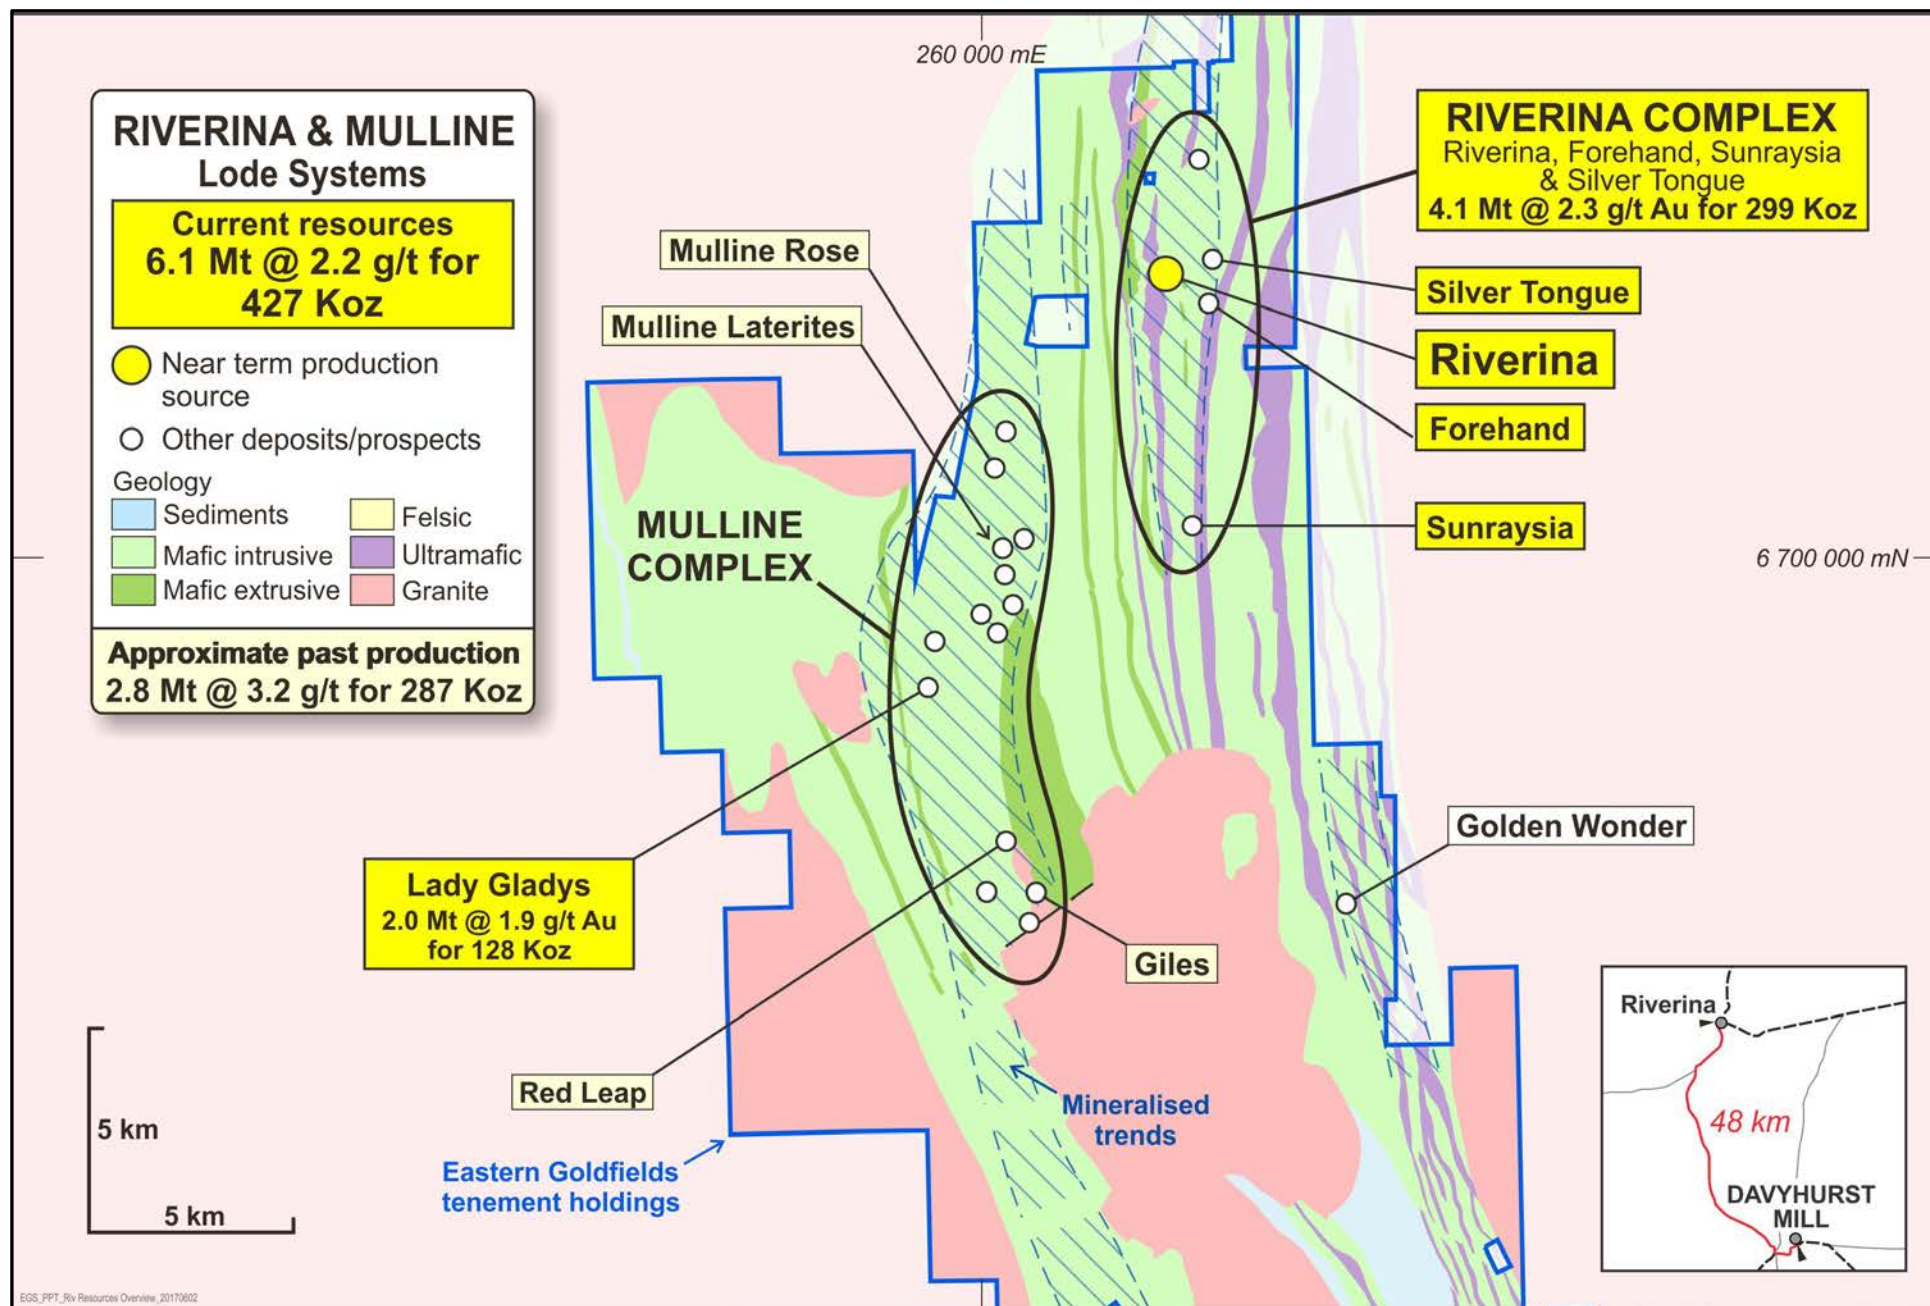 260 000 mE
RIVERINA & MULLINE
Lode Systems
Current resources
6.1 Mt @ 2.2 g/t for
427 Koz
Near term production
source
Other deposits/prospects
Geology
Sediments
Felsic
Mafic intrusive
Ultramafic
Mafic extrusive
Granite
Approximate past production
2.8 Mt @ 3.2 g/t for 287 Koz
RIVERINA COMPLEX
Riverina, Forehand, Sunraysia
& Silver Tongue
4.1 Mt @ 2.3 g/t Au for 299 Koz
Mulline Rose
Mulline Laterites
Silver Tongue
Riverina
Forehand
Sunraysia
MULLINE
COMPLEX
6 700 000 mN
Golden Wonder
Lady Gladys
2.0 Mt @ 1.9 g/t Au
for 128 Koz
Giles
Red Leap
Mineralised
trends
Eastern Goldfields
tenement holdings
5 km
5 km
Riverina
48 km
DAVYHURST
MILL
EGS_PPT_Riv Resources Overview_20170602